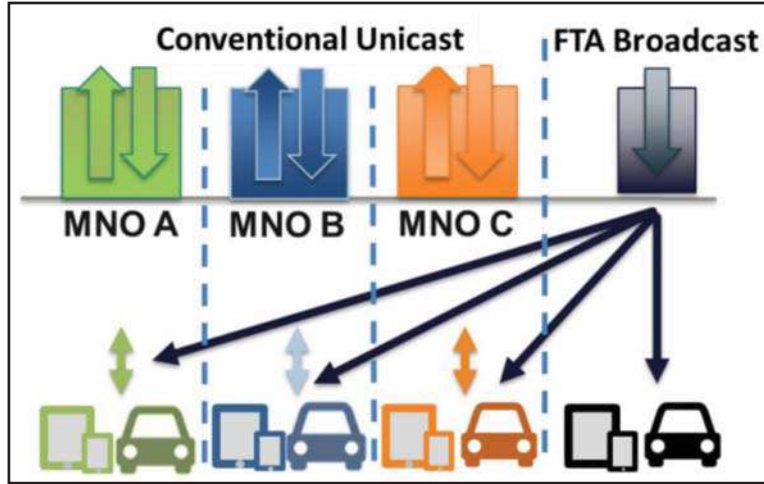 Conventional Unicast
FTA Broadcast
MNO A
MNO B
MNO C